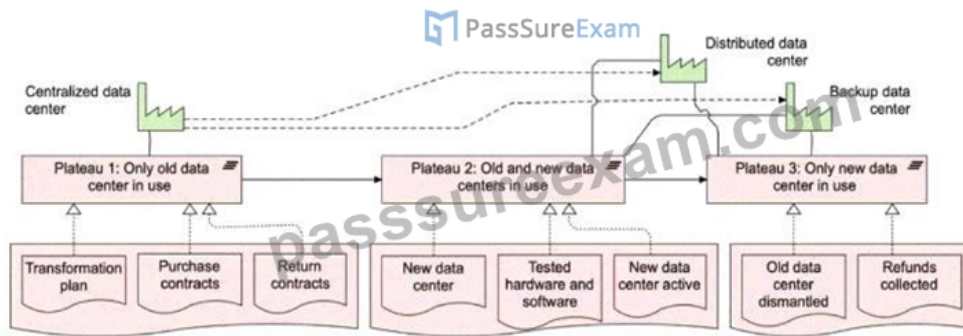 PassSureExam
Distributed data
center
Centralized data
center
Backup data
center
Plateau 1: Only old data
center in use
Plateau 2: Old and new data
centers in use
Plateau 3: Only new data
center in use
passsureexam.com
Transformation
plan
Purchase
contracts
Return
contracts
New data
center
Tested
hardware and
software
New data
center active
Old data
center
dismantled
Refunds
collected